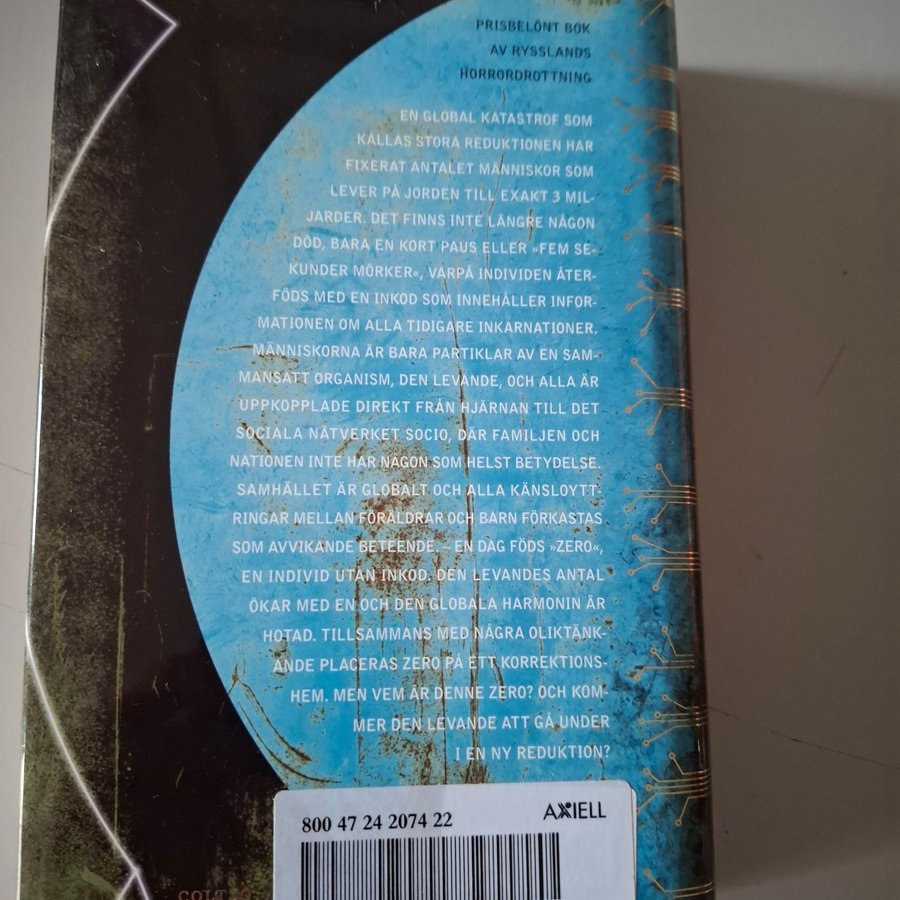 PRISBELÖNT BOK
AV RYSSLANDS
HORRORDROTTNING
EN GLOBAL KATASTROF SOM
KALLAS STORA REDUKTIONEN HAR
FIXERAT ANTALET MÄNNISKOR SOM
LEVER PÅ JORDEN TILL EXAKT 3 MIL-
JARDER. DET FINNS INTE LÄNGRE NÅGON
DÖD, BARA EN KORT PAUS ELLER »FEM SE-
KUNDER MÖRKER«, VARPÅ INDIVIDEN ÅTER-
FÖDS MED EN INKOD SOM INNEHÅLLER INFOR-
MATIONEN OM ALLA TIDIGARE INKARNATIONER.
MÄNNISKORNA ÄR BARA PARTIKLAR AV EN SAM-
MANSATT ORGANISM, DEN LEVANDE, OCH ALLA ÄR
UPPKOPPLADE DIREKT FRÅN HJÄRNAN TILL DET
SOCIALA NÄTVERKET SOCIO, DÄR FAMILJEN OCH
NATIONEN INTE HAR NÅGON SOM HELST BETYDELSE.
SAMHÄLLET ÄR GLOBALT OCH ALLA KÄNSLOYTT-
RINGAR MELLAN FÖRÄLDRAR OCH BARN FÖRKASTAS
SOM AVVIKANDE BETEENDE. – EN DAG FÖDS »ZERO«,
EN INDIVID UTAN INKOD. DEN LEVANDES ANTAL
ÖKAR MED EN OCH DEN GLOBALA HARMONIN ÄR
HOTAD. TILLSAMMANS MED NÅGRA OLIKTÄNK-
ANDE PLACERAS ZERO PÅ ETT KORREKTIONS-
HEM. MEN VEM ÄR DENNE ZERO? OCH KOM-
MER DEN LEVANDE ATT GÅ UNDER
I EN NY REDUKTION?
800 47 24 2074 22
AXIELL